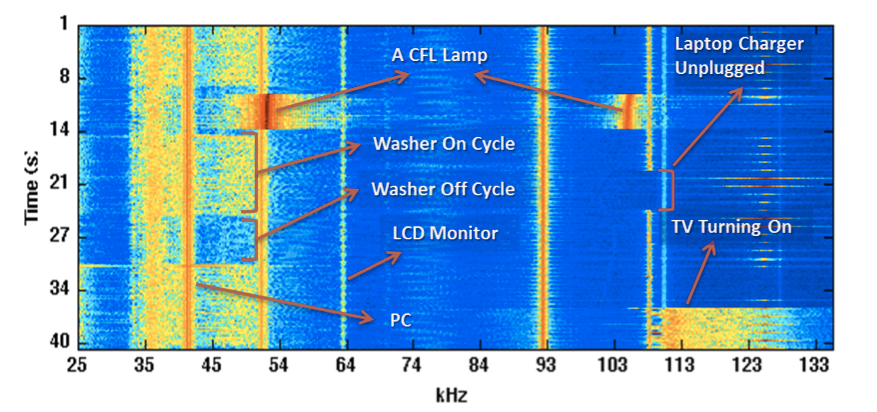 Laptop Charger
Unplugged
A CFL Lamp
Washer On Cycle
Washer Off Cycle
LCD Monitor
TV Turning On
PC
Time (s)
1
8
14
21
27
34
40
25 35 45 54 64 74 84 93 103 113 123 133
kHz